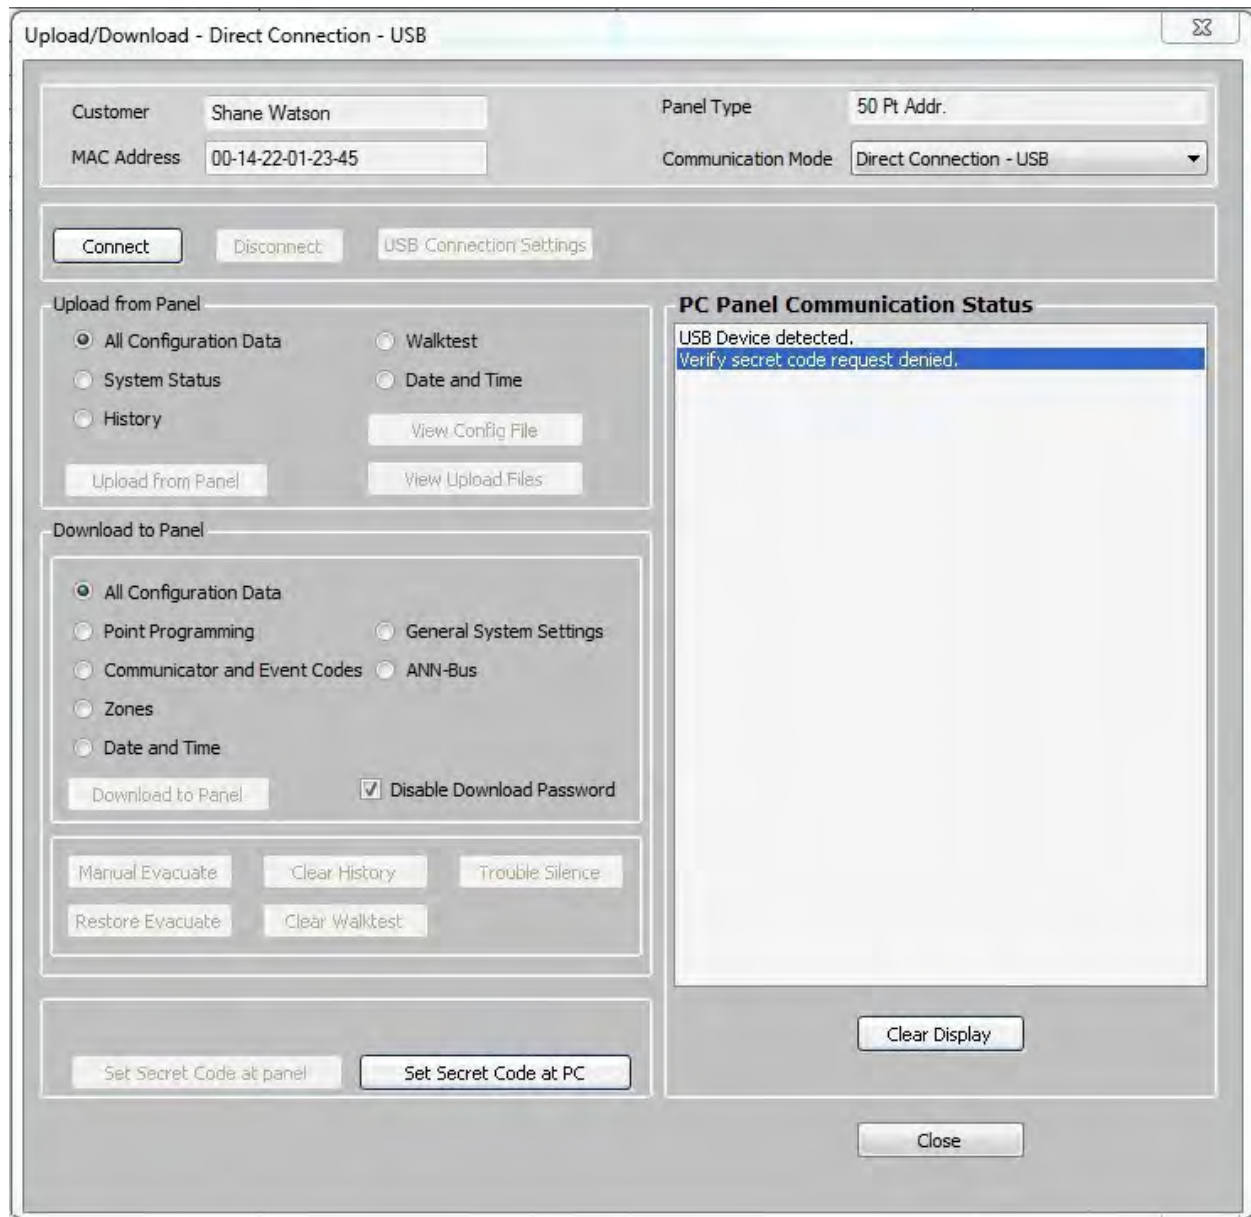 Upload/Download - Direct Connection - USB
Customer Shane Watson Panel Type 50 Pt Addr.
MAC Address 00-14-22-01-23-45 Communication Mode Direct Connection - USB
Connect Disconnect USB Connection Settings
Upload from Panel
All Configuration Data Walktest
System Status Date and Time
History View Config File
Upload from Panel View Upload Files
PC Panel Communication Status
USB Device detected.
Verify secret code request denied.
Download to Panel
All Configuration Data
Point Programming General System Settings
Communicator and Event Codes ANN-Bus
Zones
Date and Time
Download to Panel Disable Download Password
Manual Evacuate Clear History Trouble Silence
Restore Evacuate Clear Walktest
Set Secret Code at panel Set Secret Code at PC
Clear Display
Close